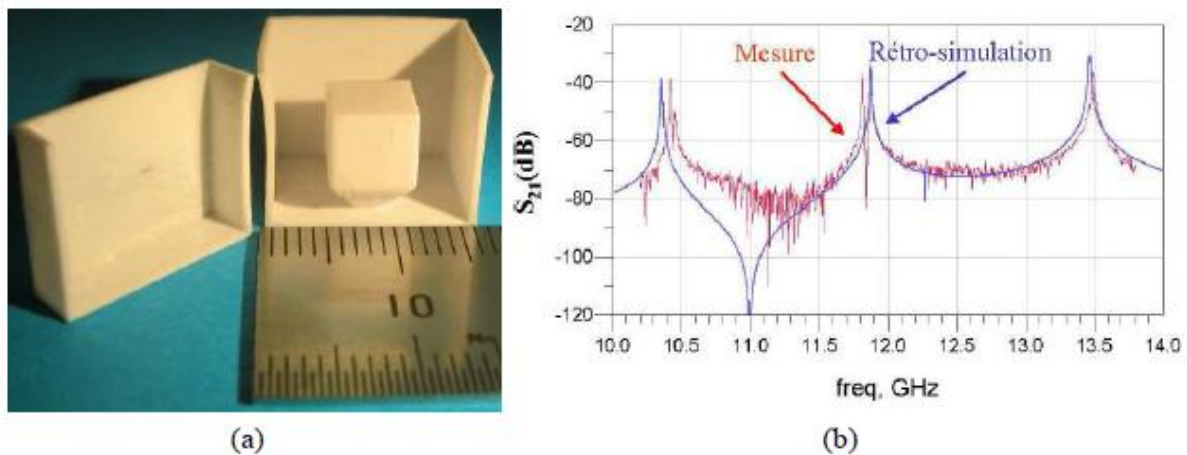 10
-20
-40
-60
-80
-100
-120
S21(dB)
Mesure
Rétro-simulation
10.0 10.5 11.0 11.5 12.0 12.5 13.0 13.5 14.0
freq, GHz
(a)
(b)